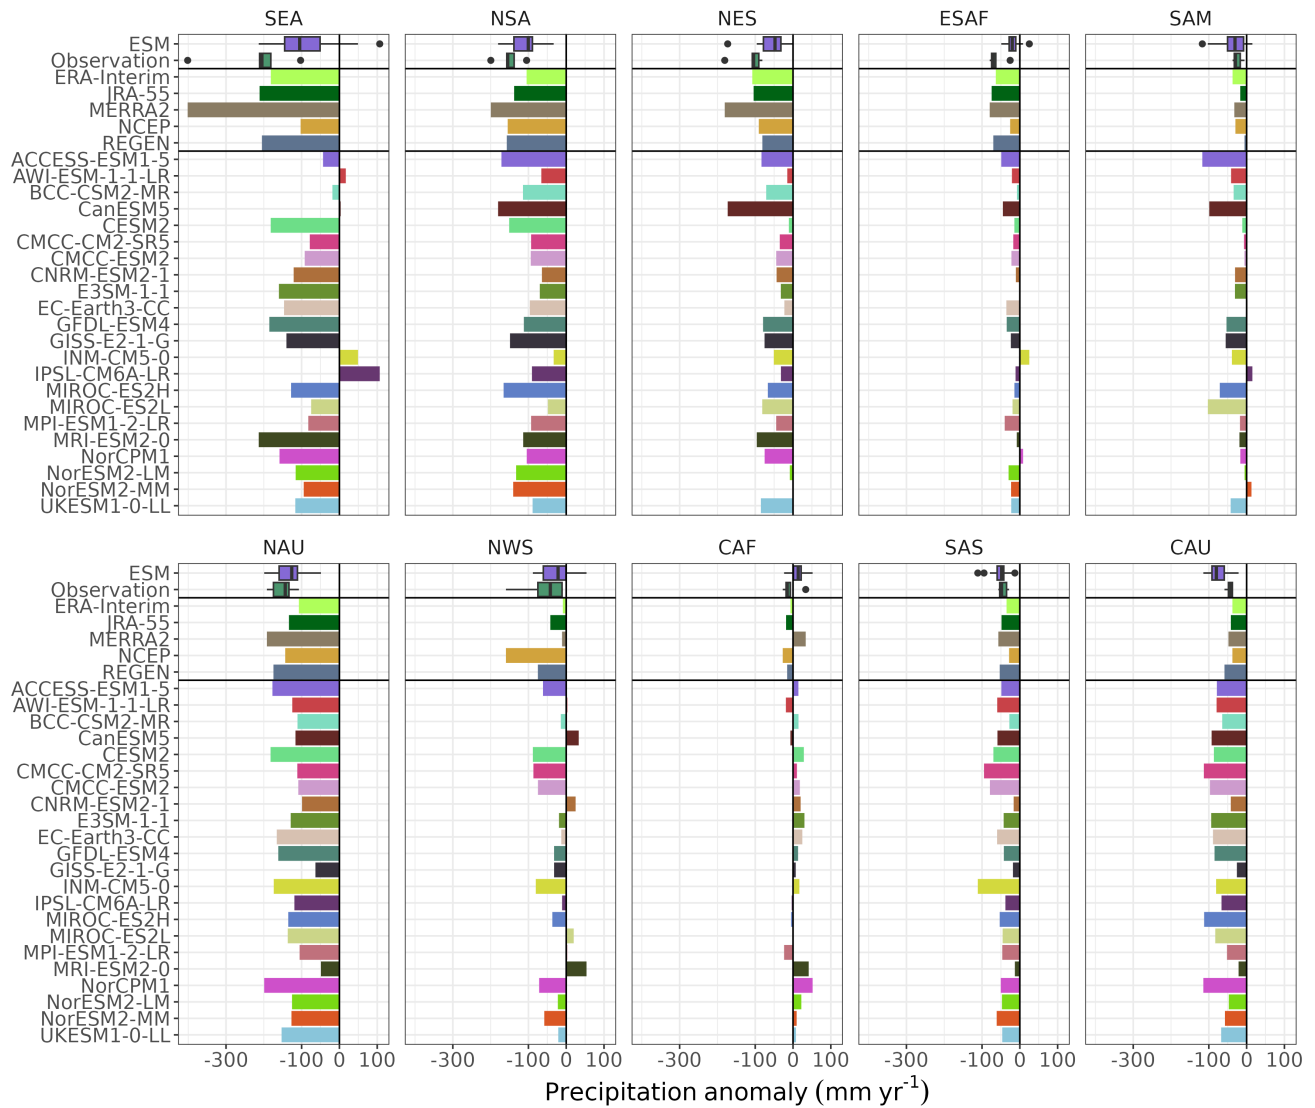 SEA NSA NES ESAF SAM
ESM
Observation
ERA-Interim
JRA-55
MERRA2
NCEP
REGEN
ACCESS-ESM1-5
AWI-ESM-1-1-LR
BCC-CSM2-MR
CanESM5
CESM2
CMCC-CM2-SR5
CMCC-ESM2
CNRM-ESM2-1
E3SM-1-1
EC-Earth3-CC
GFDL-ESM4
GISS-E2-1-G
INM-CM5-0
IPSL-CM6A-LR
MIROC-ES2H
MIROC-ES2L
MPI-ESM1-2-LR
MRI-ESM2-0
NorCPM1
NorESM2-LM
NorESM2-MM
UKESM1-0-LL
NAU NWS CAF SAS CAU
ESM
Observation
ERA-Interim
JRA-55
MERRA2
NCEP
REGEN
ACCESS-ESM1-5
AWI-ESM-1-1-LR
BCC-CSM2-MR
CanESM5
CESM2
CMCC-CM2-SR5
CMCC-ESM2
CNRM-ESM2-1
E3SM-1-1
EC-Earth3-CC
GFDL-ESM4
GISS-E2-1-G
INM-CM5-0
IPSL-CM6A-LR
MIROC-ES2H
MIROC-ES2L
MPI-ESM1-2-LR
MRI-ESM2-0
NorCPM1
NorESM2-LM
NorESM2-MM
UKESM1-0-LL
-300 -100 0 100 -300 -100 0 100 -300 -100 0 100 -300 -100 0 100 -300 -100 0 100
Precipitation anomaly (mm yr⁻¹)